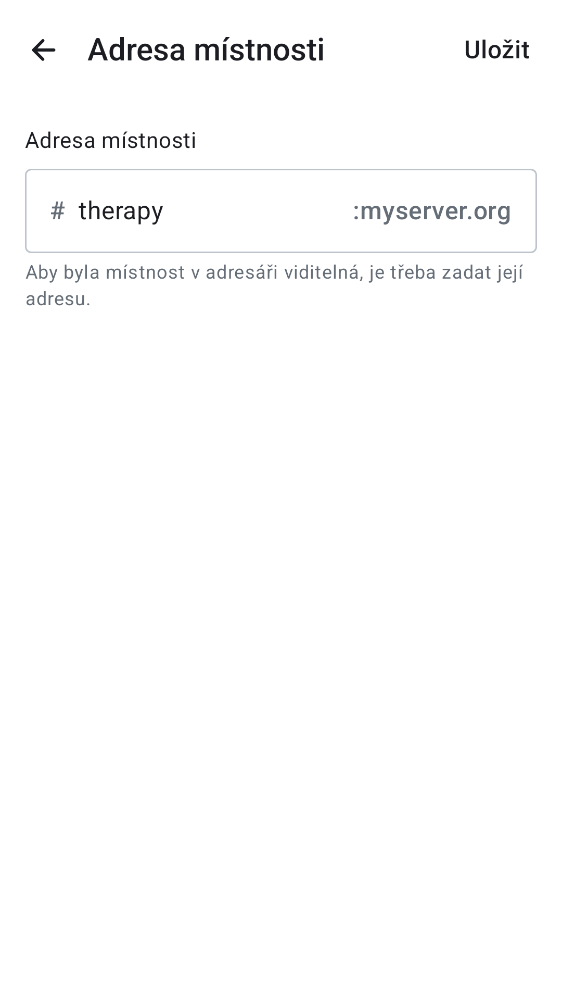 Adresa místnosti
Uložit
Adresa místnosti
# therapy :myserver.org
Aby byla místnost v adresáři viditelná, je třeba zadat její
adresu.